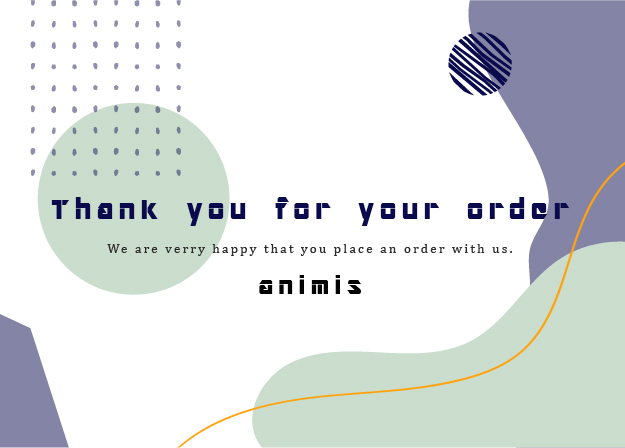 Thank you for your order
We are verry happy that you place an order with us.
animis